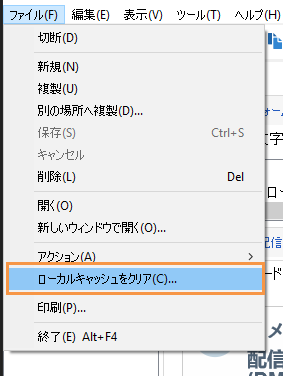 ファイル(F) 編集(E) 表示(V) ツール(T) ヘルプ(H)
切断(D)
新規(N)
複製(U)
別の場所へ複製(D)...
保存(S) Ctrl+S
キャンセル
削除(L) Del
開く(O)
新しいウィンドウで開く(O)...
アクション(A)
ローカルキャッシュをクリア(C)...
印刷(P)...
終了(E) Alt+F4
ォーム
文字
ロー
配信
ード
メ
配信